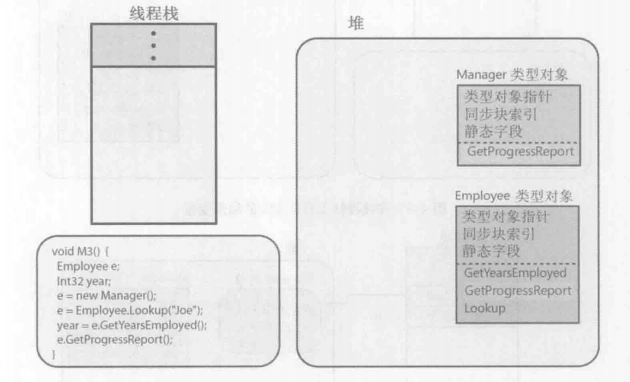 线程栈
堆
Manager 类型对象
类型对象指针
同步块索引
静态字段
GetProgressReport
Employee 类型对象
类型对象指针
同步块索引
静态字段
GetYearsEmployed
GetProgressReport
Lookup
void M3() {
Employee e;
Int32 year;
e = new Manager();
e = Employee.Lookup("Joe");
year = e.GetYearsEmployed();
e.GetProgressReport();
}